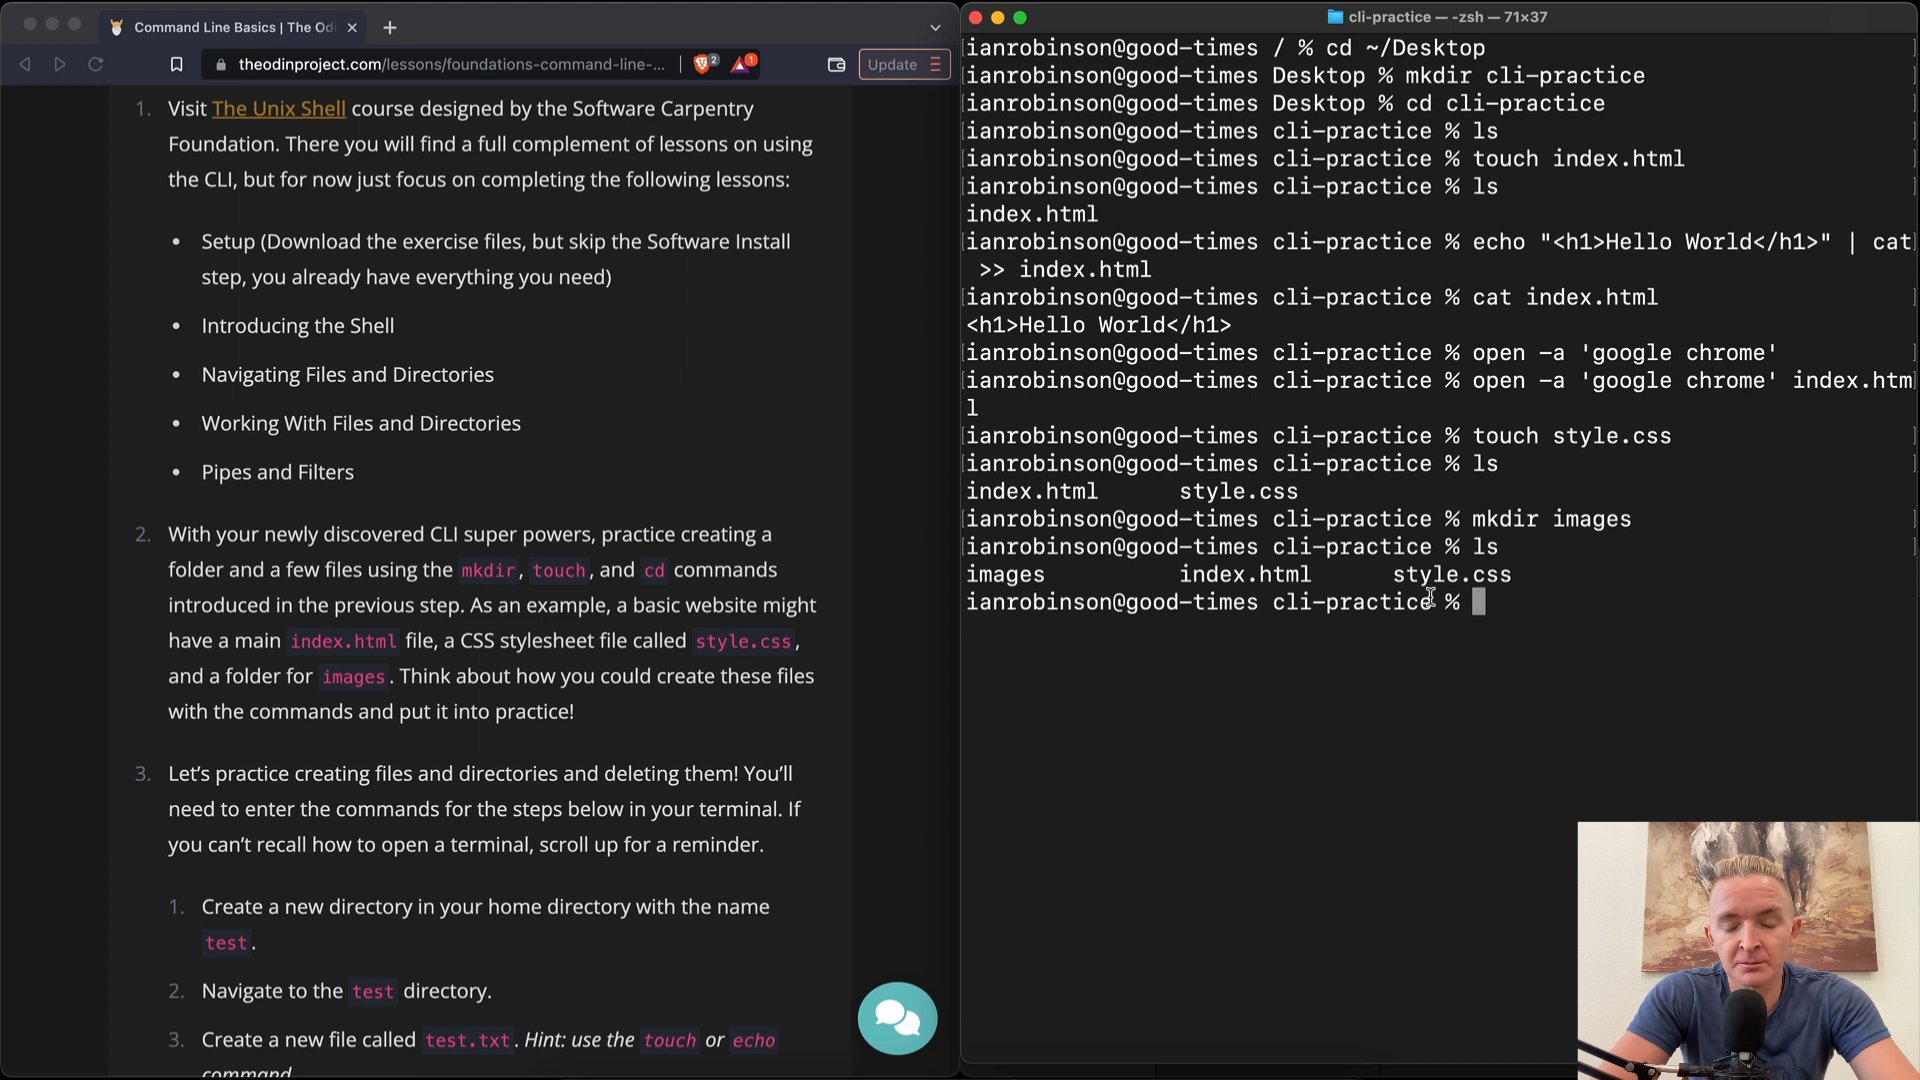 Command Line Basics | The Odi
theodinproject.com/lessons/foundations-command-line-...
2
1
Update
1. Visit The Unix Shell course designed by the Software Carpentry
Foundation. There you will find a full complement of lessons on using
the CLI, but for now just focus on completing the following lessons:
• Setup (Download the exercise files, but skip the Software Install
step, you already have everything you need)
• Introducing the Shell
• Navigating Files and Directories
• Working With Files and Directories
• Pipes and Filters
2. With your newly discovered CLI super powers, practice creating a
folder and a few files using the mkdir, touch, and cd commands
introduced in the previous step. As an example, a basic website might
have a main index.html file, a CSS stylesheet file called style.css,
and a folder for images. Think about how you could create these files
with the commands and put it into practice!
3. Let's practice creating files and directories and deleting them! You'll
need to enter the commands for the steps below in your terminal. If
you can't recall how to open a terminal, scroll up for a reminder.
1. Create a new directory in your home directory with the name
test.
2. Navigate to the test directory.
3. Create a new file called test.txt. Hint: use the touch or echo
command
cli-practice — -zsh — 71×37
ianrobinson@good-times / % cd ~/Desktop
ianrobinson@good-times Desktop % mkdir cli-practice
ianrobinson@good-times Desktop % cd cli-practice
ianrobinson@good-times cli-practice % ls
ianrobinson@good-times cli-practice % touch index.html
ianrobinson@good-times cli-practice % ls
index.html
ianrobinson@good-times cli-practice % echo "<h1>Hello World</h1>" | cat
>> index.html
ianrobinson@good-times cli-practice % cat index.html
<h1>Hello World</h1>
ianrobinson@good-times cli-practice % open -a 'google chrome'
ianrobinson@good-times cli-practice % open -a 'google chrome' index.htm
l
ianrobinson@good-times cli-practice % touch style.css
ianrobinson@good-times cli-practice % ls
index.html style.css
ianrobinson@good-times cli-practice % mkdir images
ianrobinson@good-times cli-practice % ls
images index.html style.css
ianrobinson@good-times cli-practice %